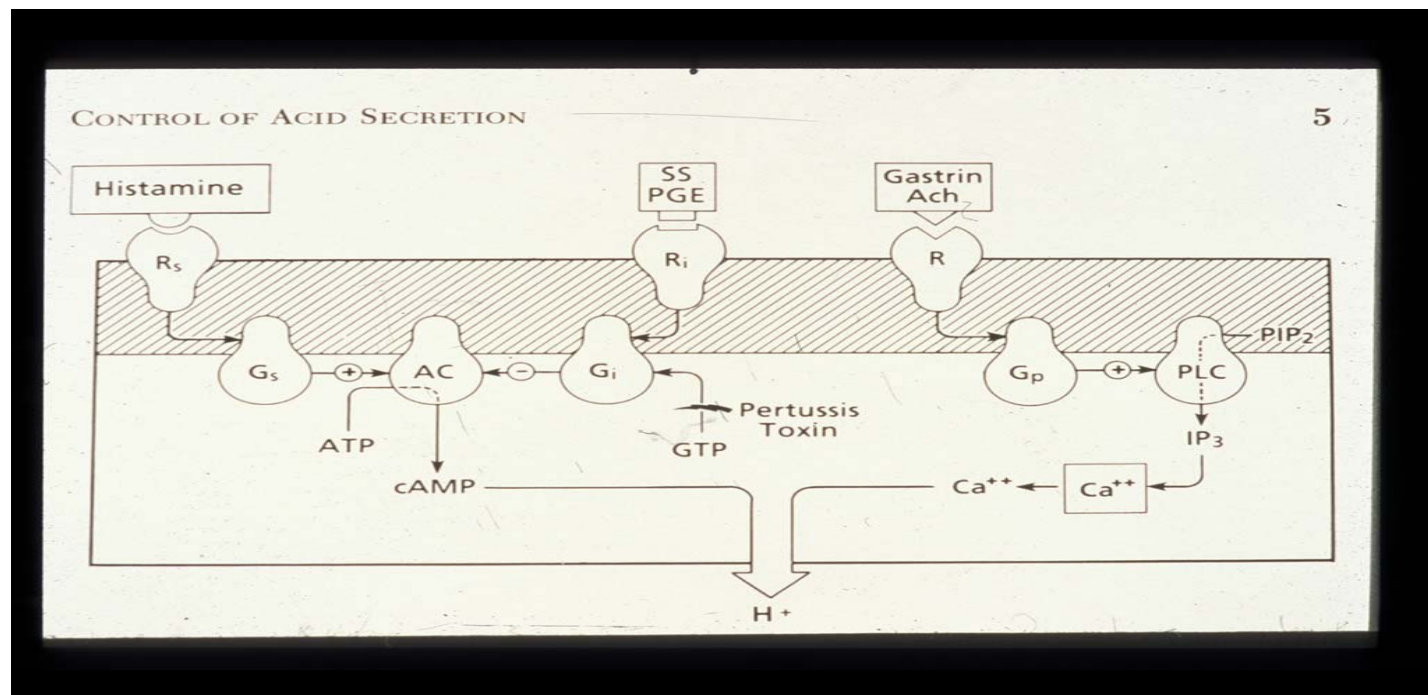 CONTROL OF ACID SECRETION
5
Histamine
SS
PGE
Gastrin
Ach
Rs
Ri
R
Gs
+
AC
−
Gi
Gp
+
PLC
PIP2
ATP
GTP
Pertussis
Toxin
IP3
cAMP
Ca++
Ca++
H+